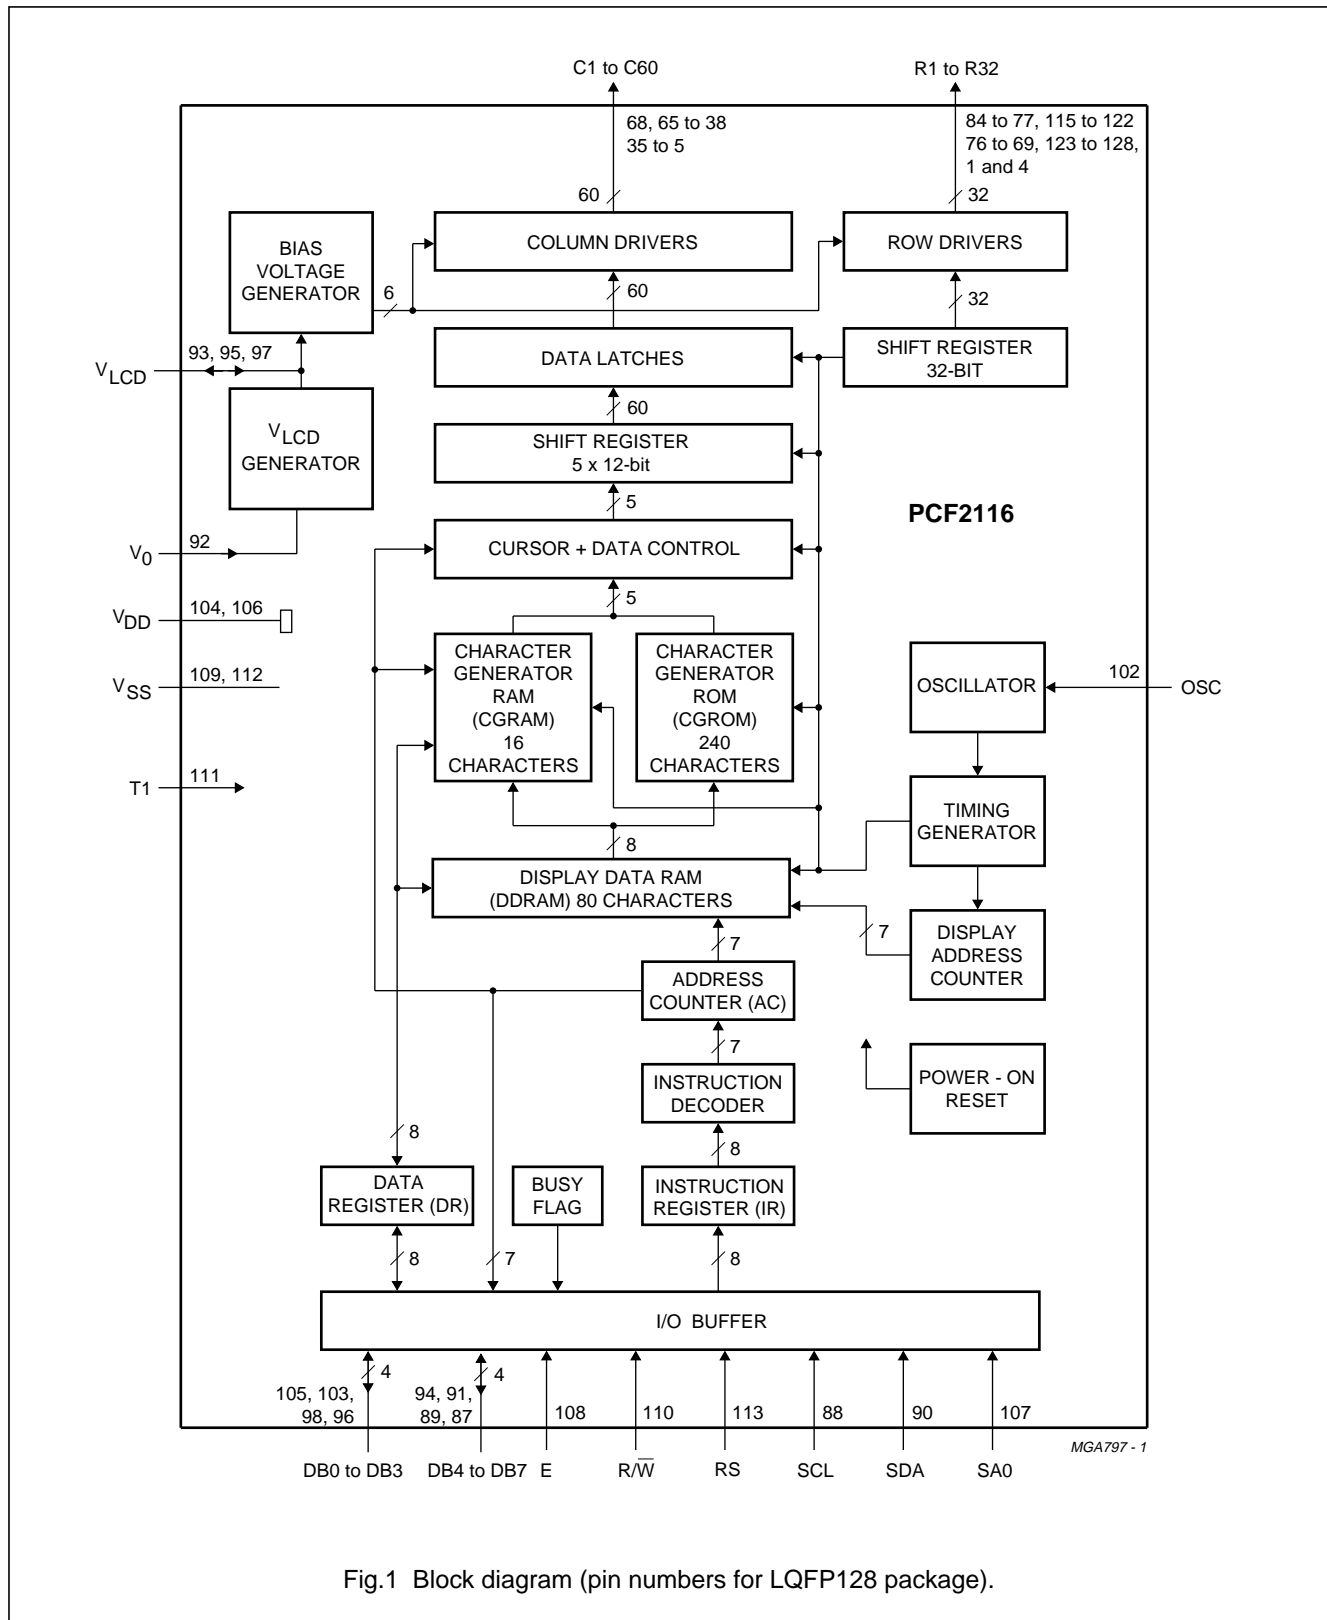 C1 to C60
R1 to R32
68, 65 to 38
35 to 5
84 to 77, 115 to 122
76 to 69, 123 to 128,
1 and 4
60
32
BIAS
VOLTAGE
GENERATOR
COLUMN DRIVERS
ROW DRIVERS
6
60
32
93, 95, 97
VLCD
DATA LATCHES
SHIFT REGISTER
32-BIT
60
VLCD
GENERATOR
SHIFT REGISTER
5 x 12-bit
5
PCF2116
92
V0
CURSOR + DATA CONTROL
5
104, 106
VDD
CHARACTER
GENERATOR
RAM
(CGRAM)
16
CHARACTERS
CHARACTER
GENERATOR
ROM
(CGROM)
240
CHARACTERS
109, 112
VSS
OSCILLATOR
102
OSC
111
T1
TIMING
GENERATOR
8
DISPLAY DATA RAM
(DDRAM) 80 CHARACTERS
7
7
DISPLAY
ADDRESS
COUNTER
ADDRESS
COUNTER (AC)
7
INSTRUCTION
DECODER
POWER - ON
RESET
8
8
DATA
REGISTER (DR)
BUSY
FLAG
INSTRUCTION
REGISTER (IR)
8
7
8
I/O BUFFER
4
4
105, 103,
98, 96
94, 91,
89, 87
108
110
113
88
90
107
MGA797 - 1
DB0 to DB3
DB4 to DB7
E
R/W̅
RS
SCL
SDA
SA0
Fig.1 Block diagram (pin numbers for LQFP128 package).